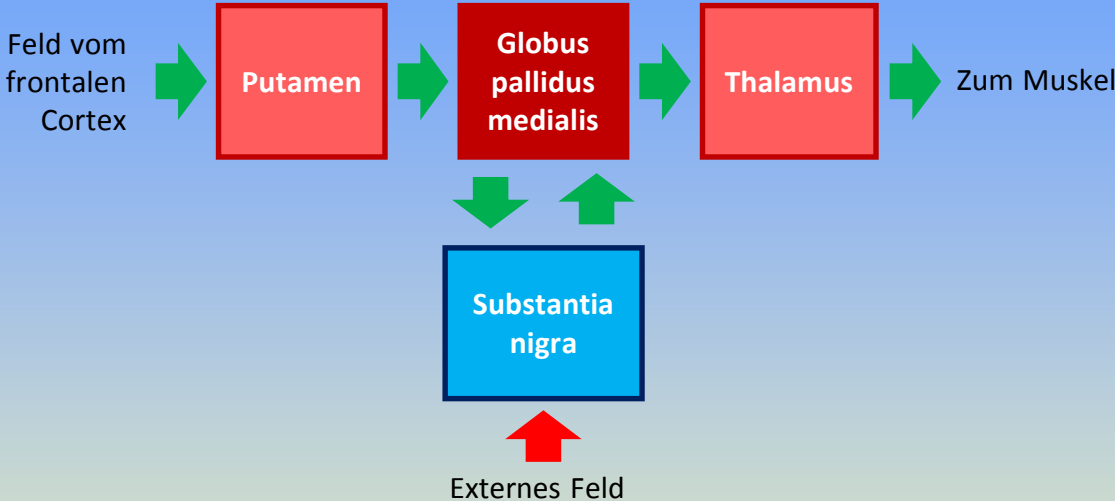 Feld vom
frontalen
Cortex
Putamen
Globus
pallidus
medialis
Thalamus
Zum Muskel
Substantia
nigra
Externes Feld